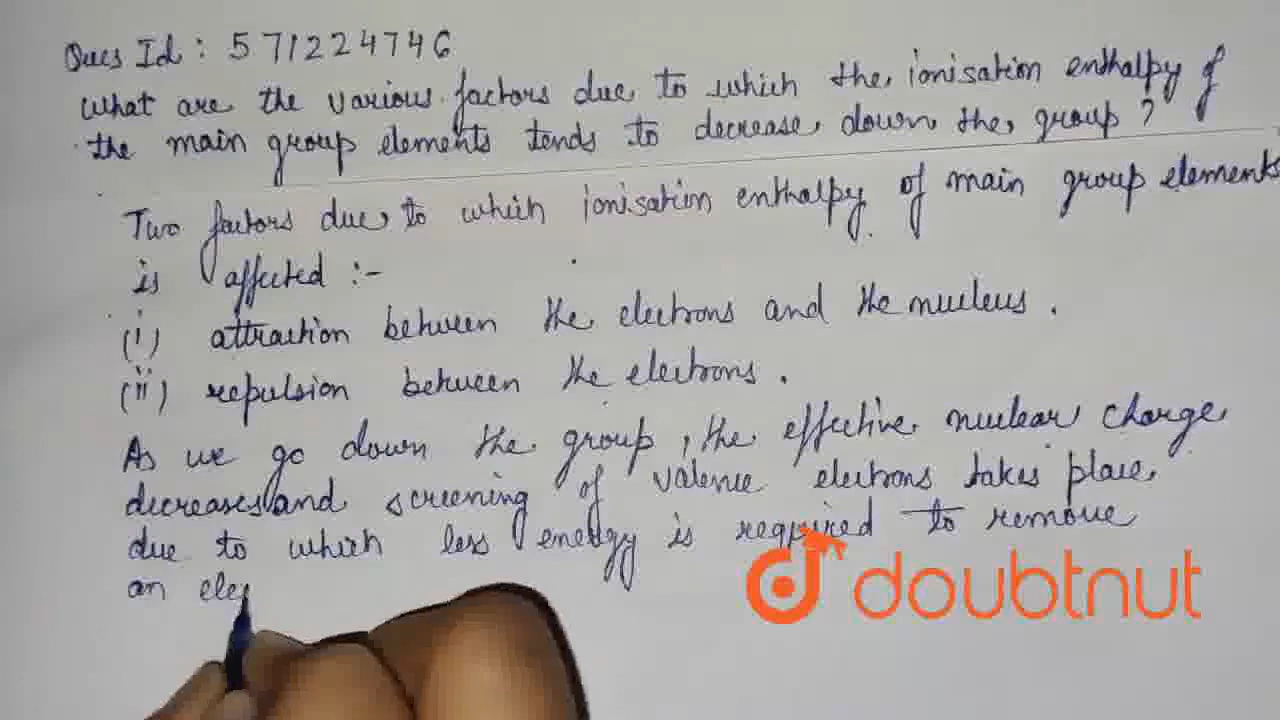 Ques Id : 571224746
What are the various factors due to which the ionisation enthalpy of
the main group elements tends to decrease down the group ?
Two factors due to which ionisation enthalpy of main group elements
is affected :-
(i) attraction between the electrons and the nucleus .
(ii) repulsion between the electrons .
As we go down the group , the effective nuclear charge
decreases and screening of valence electrons takes place
due to which less energy is required to remove
an ele
doubtnut